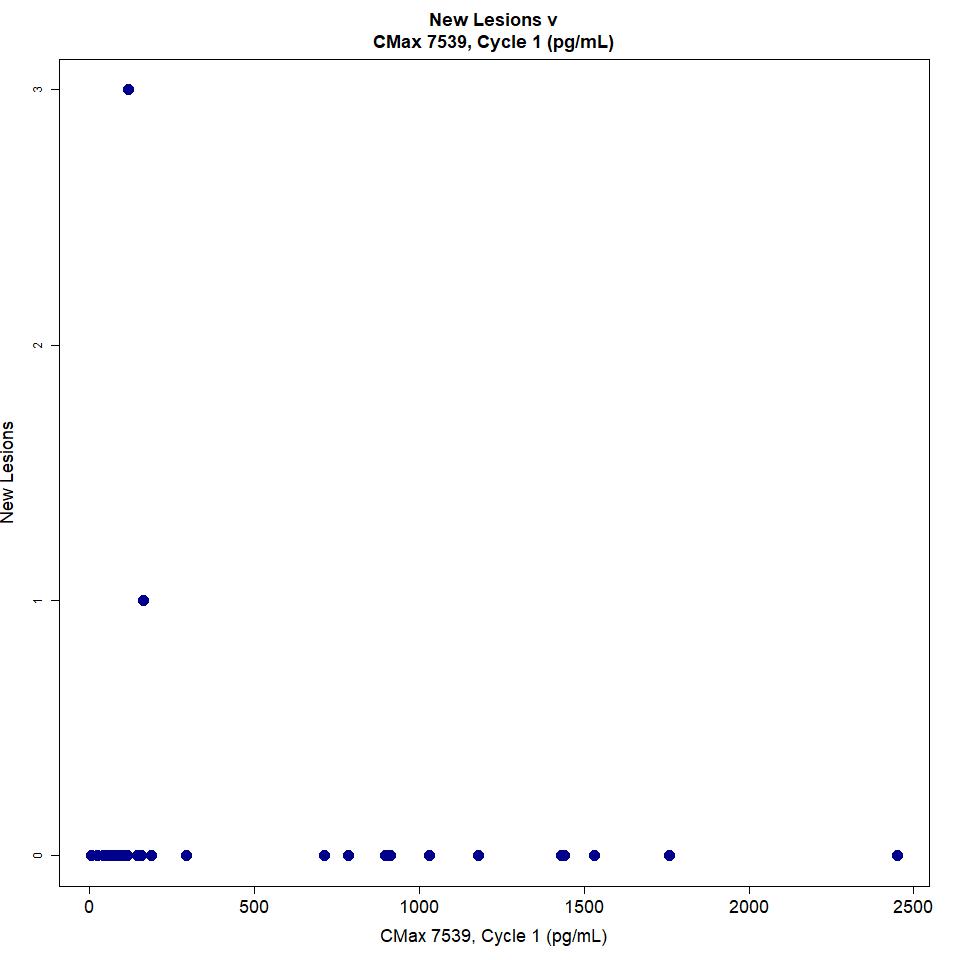 New Lesions v
CMax 7539, Cycle 1 (pg/mL)
3
2
New Lesions
1
0
0 500 1000 1500 2000 2500
CMax 7539, Cycle 1 (pg/mL)